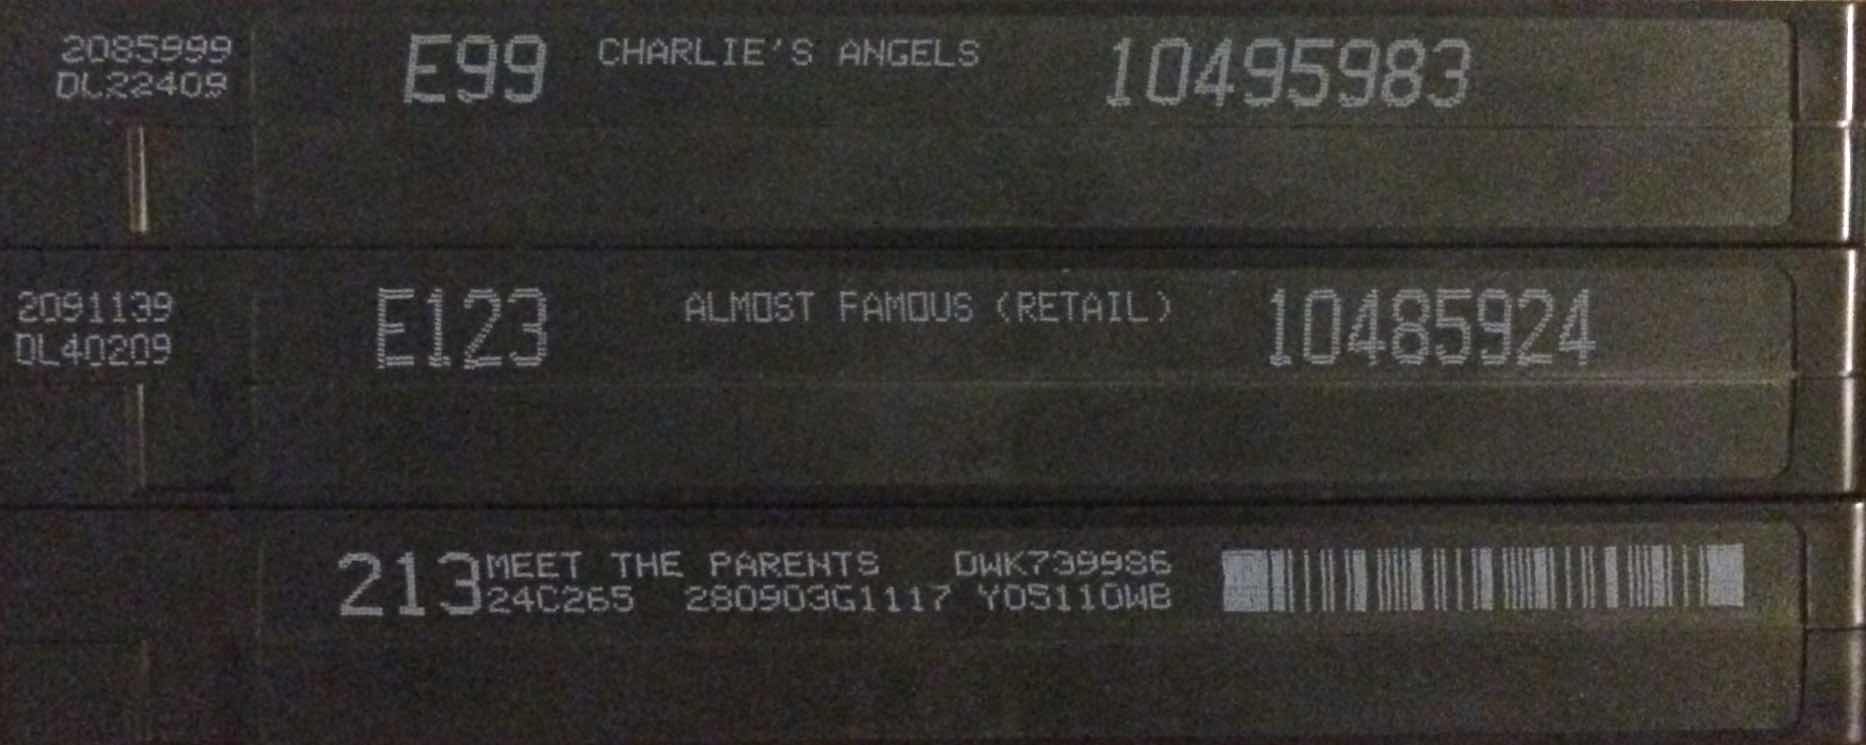 2085999
DL22409
E99 CHARLIE'S ANGELS 10495983
2091139
DL40209
E123 ALMOST FAMOUS (RETAIL) 10485924
213 MEET THE PARENTS DWK739986
24C265 280903G1117 Y05110WB